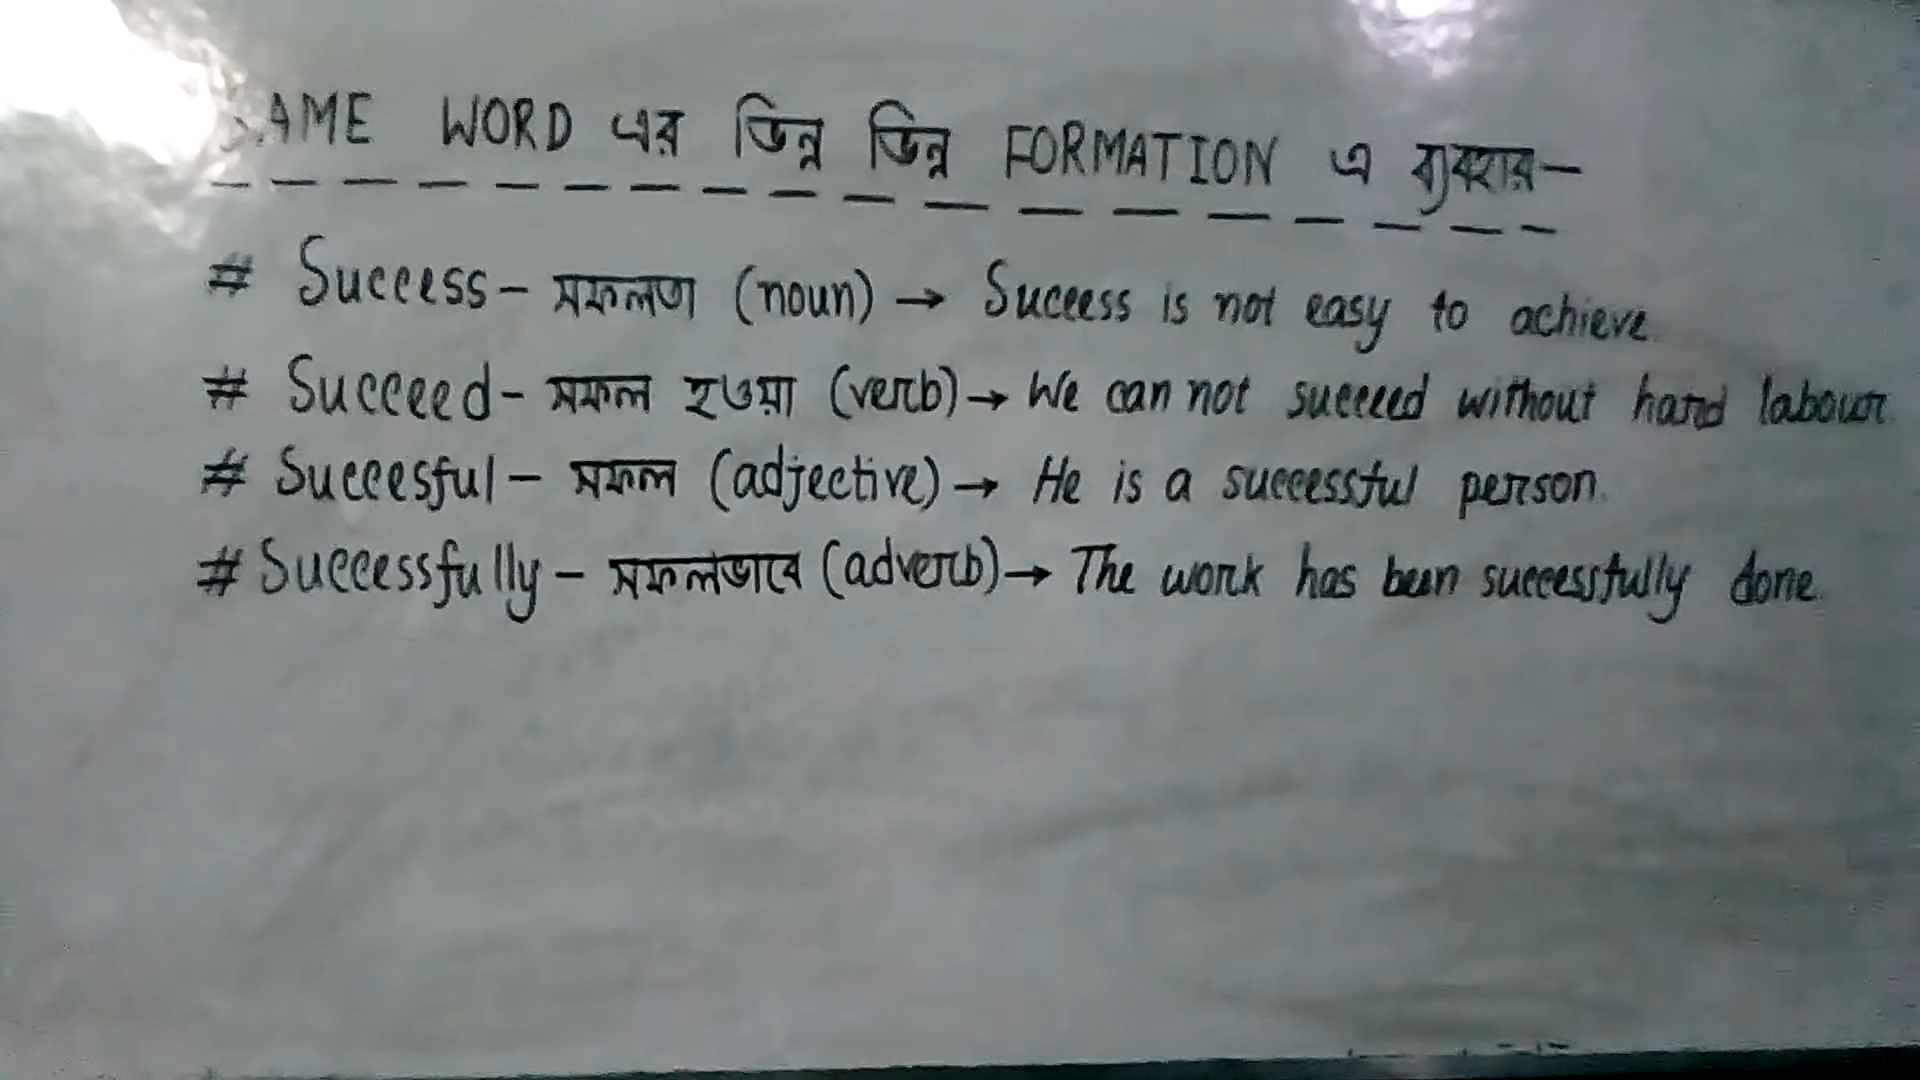 SAME WORD এর ভিন্ন ভিন্ন FORMATION এ ব্যবহার-
# Success- সফলতা (noun) → Success is not easy to achieve.
# Succeed- সফল হওয়া (verb) → We can not succeed without hard labour.
# Succesful - সফল (adjective) → He is a successful person.
# Successfully - সফলভাবে (adverb) → The work has been successfully done.